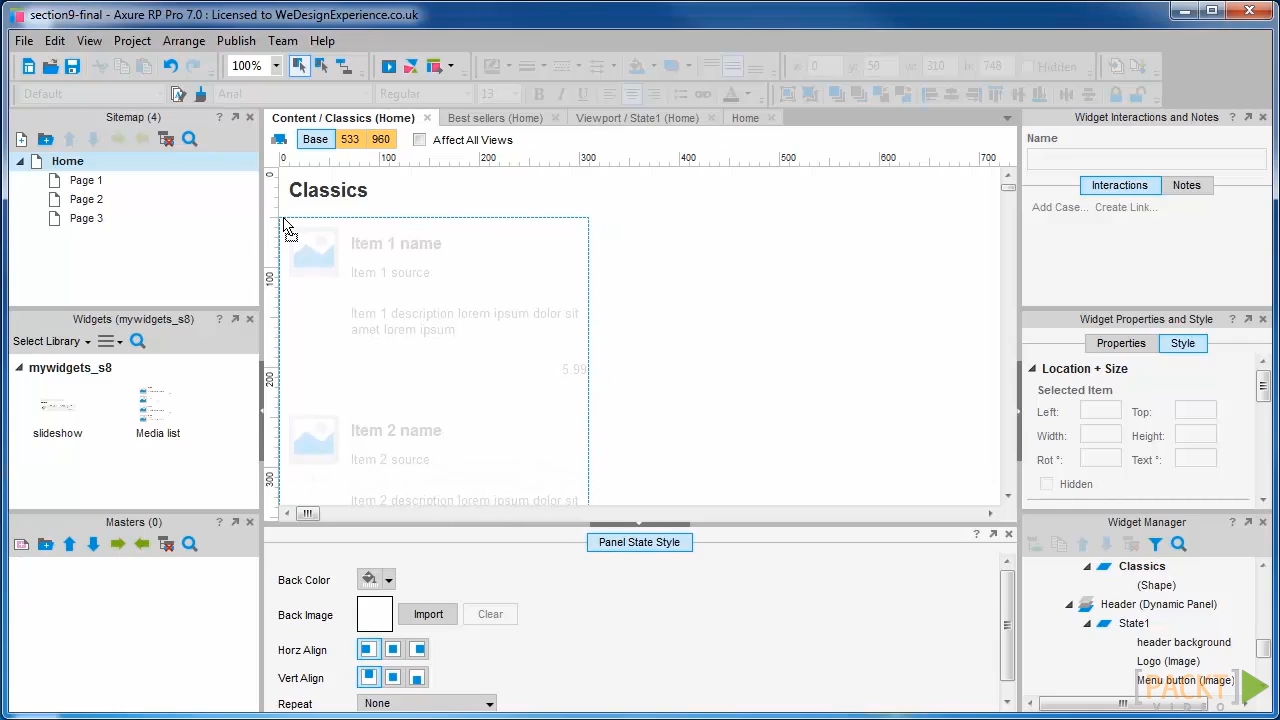 section9-final - Axure RP Pro 7.0 : Licensed to WeDesignExperience.co.uk
File Edit View Project Arrange Publish Team Help
100% x: 0 y: 50 w: 310 h: 748 Hidden
Default Arial Regular 13 B I U A
Sitemap (4) ?
Home
Page 1
Page 2
Page 3
Widgets (mywidgets_s8) ?
Select Library
mywidgets_s8
slideshow Media list
Masters (0) ?
Content / Classics (Home) Best sellers (Home) Viewport / State1 (Home) Home
Base 533 960 Affect All Views
0 100 200 300 400 500 600 700
0
100
200
300
Classics
Item 1 name
Item 1 source
Item 1 description lorem ipsum dolor sit
amet lorem ipsum
5.99
Item 2 name
Item 2 source
Item 2 description lorem ipsum dolor sit
?
Panel State Style
Back Color
Back Image Import Clear
Horz Align
Vert Align
Repeat None
Widget Interactions and Notes ?
Name
Interactions Notes
Add Case... Create Link...
Widget Properties and Style ?
Properties Style
Location + Size
Selected Item
Left: Top:
Width: Height:
Rot °: Text °:
Hidden
Widget Manager ?
Classics
(Shape)
Header (Dynamic Panel)
State1
header background
Logo (Image)
Menu button (Image)
[PACKT]
VIDEO